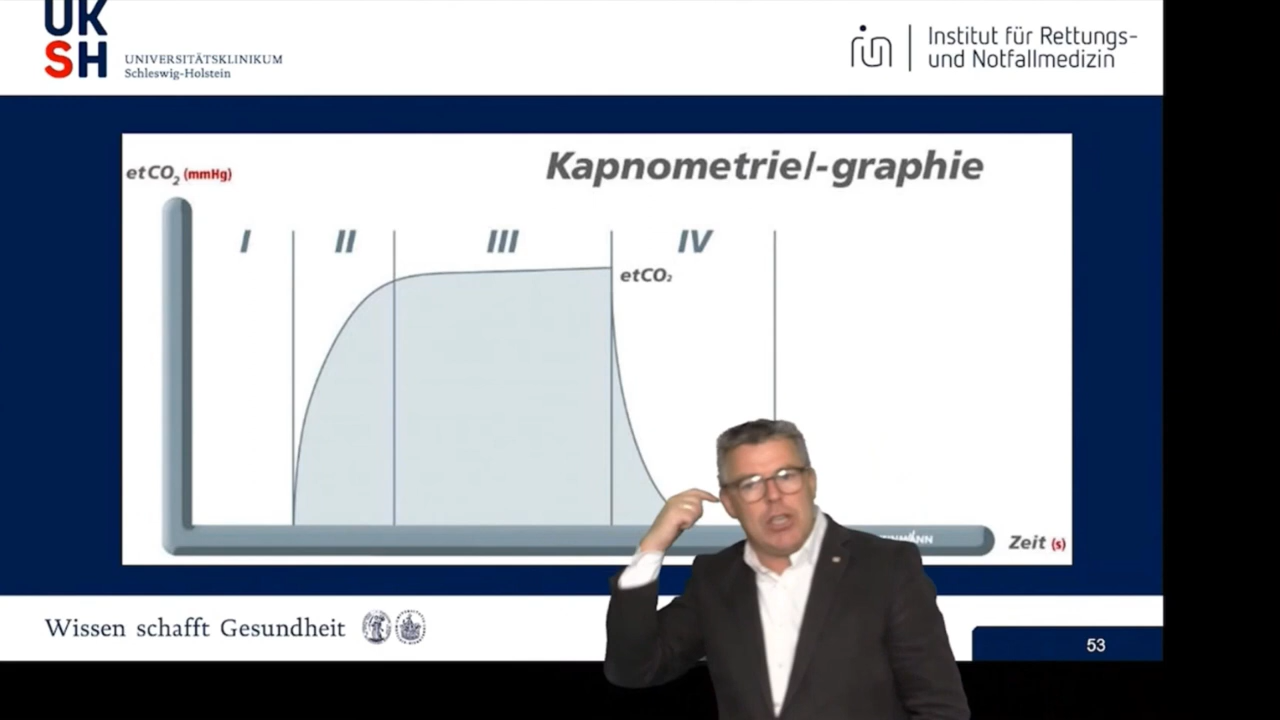 UK
SH
UNIVERSITÄTSKLINIKUM
Schleswig-Holstein
Institut für Rettungs-
und Notfallmedizin
Kapnometrie/-graphie
etCO₂ (mmHg)
I II III IV
etCO₂
Zeit (s)
Wissen schafft Gesundheit
53